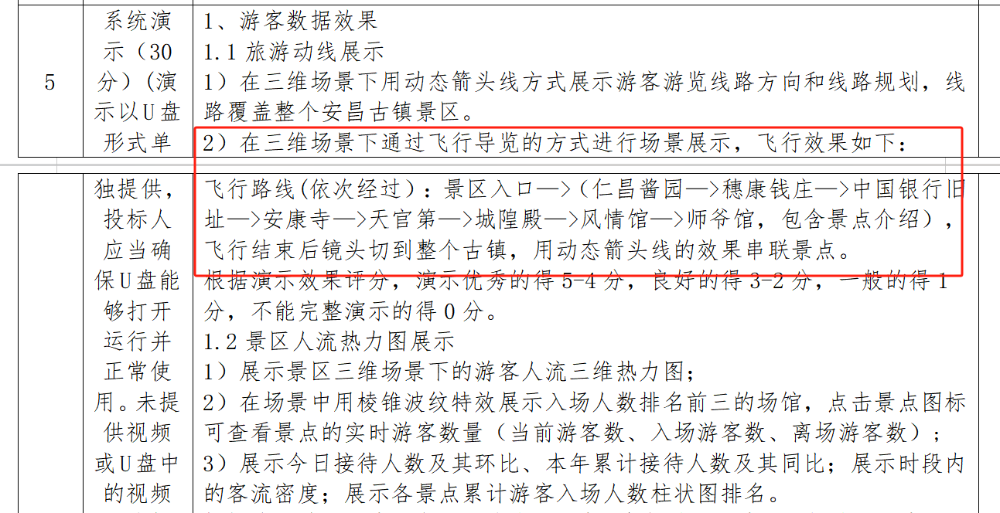 5
系统演
示（30
分）(演
示以U盘
形式单
1、游客数据效果
1.1 旅游动线展示
1）在三维场景下用动态箭头线方式展示游客游览线路方向和线路规划，线
路覆盖整个安昌古镇景区。
2）在三维场景下通过飞行导览的方式进行场景展示，飞行效果如下：
独提供，
投标人
应当确
保U盘能
够打开
运行并
正常使
用。未提
供视频
或U盘中
的视频
飞行路线(依次经过）：景区入口—>（仁昌酱园—>穗康钱庄—>中国银行旧
址—>安康寺—>天官第—>城隍殿—>风情馆—>师爷馆，包含景点介绍），
飞行结束后镜头切到整个古镇，用动态箭头线的效果串联景点。
根据演示效果评分，演示优秀的得 5-4 分，良好的得 3-2 分，一般的得 1
分，不能完整演示的得 0 分。
1.2 景区人流热力图展示
1）展示景区三维场景下的游客人流三维热力图；
2）在场景中用棱锥波纹特效展示入场人数排名前三的场馆，点击景点图标
可查看景点的实时游客数量（当前游客数、入场游客数、离场游客数）；
3）展示今日接待人数及其环比、本年累计接待人数及其同比；展示时段内
的客流密度；展示各景点累计游客入场人数柱状图排名。